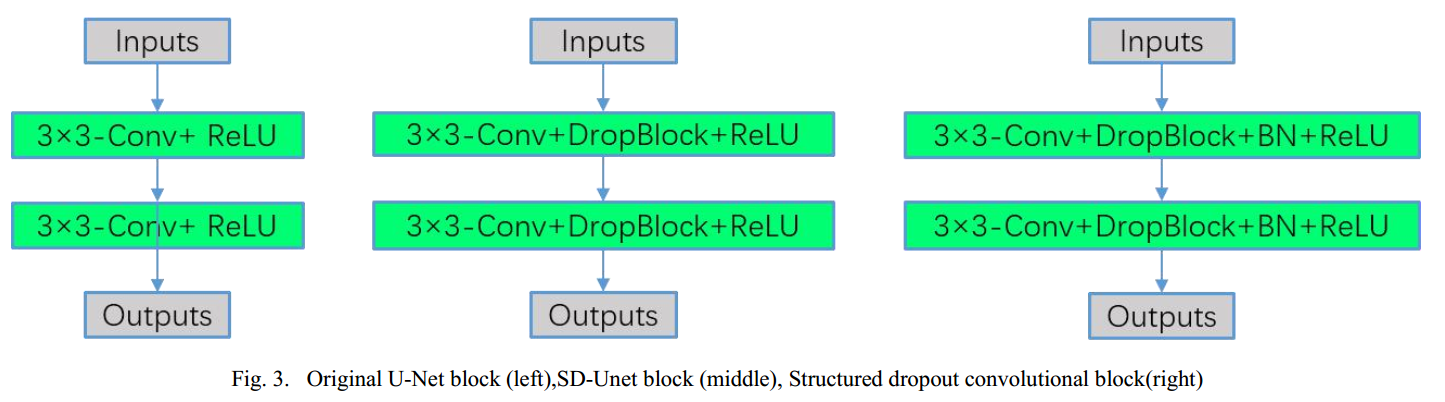 Inputs
3×3-Conv+ ReLU
3×3-Conv+ ReLU
Outputs
Inputs
3×3-Conv+DropBlock+ReLU
3×3-Conv+DropBlock+ReLU
Outputs
Inputs
3×3-Conv+DropBlock+BN+ReLU
3×3-Conv+DropBlock+BN+ReLU
Outputs
Fig. 3. Original U-Net block (left),SD-Unet block (middle), Structured dropout convolutional block(right)